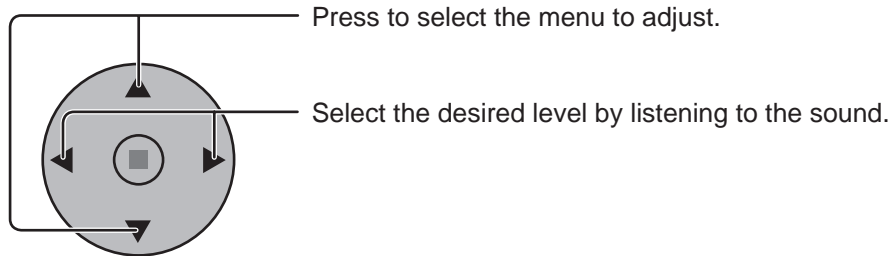 Press to select the menu to adjust.
Select the desired level by listening to the sound.